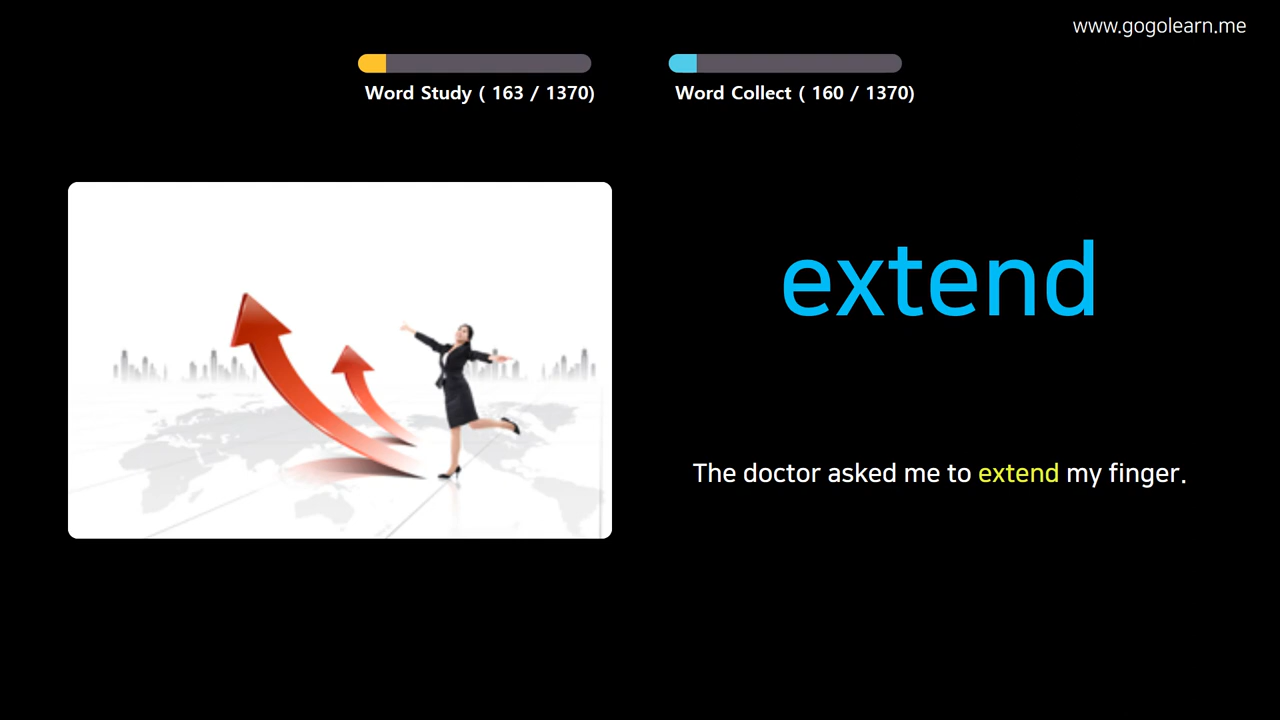 www.gogolearn.me
Word Study ( 163 / 1370)
Word Collect ( 160 / 1370)
extend
The doctor asked me to extend my finger.